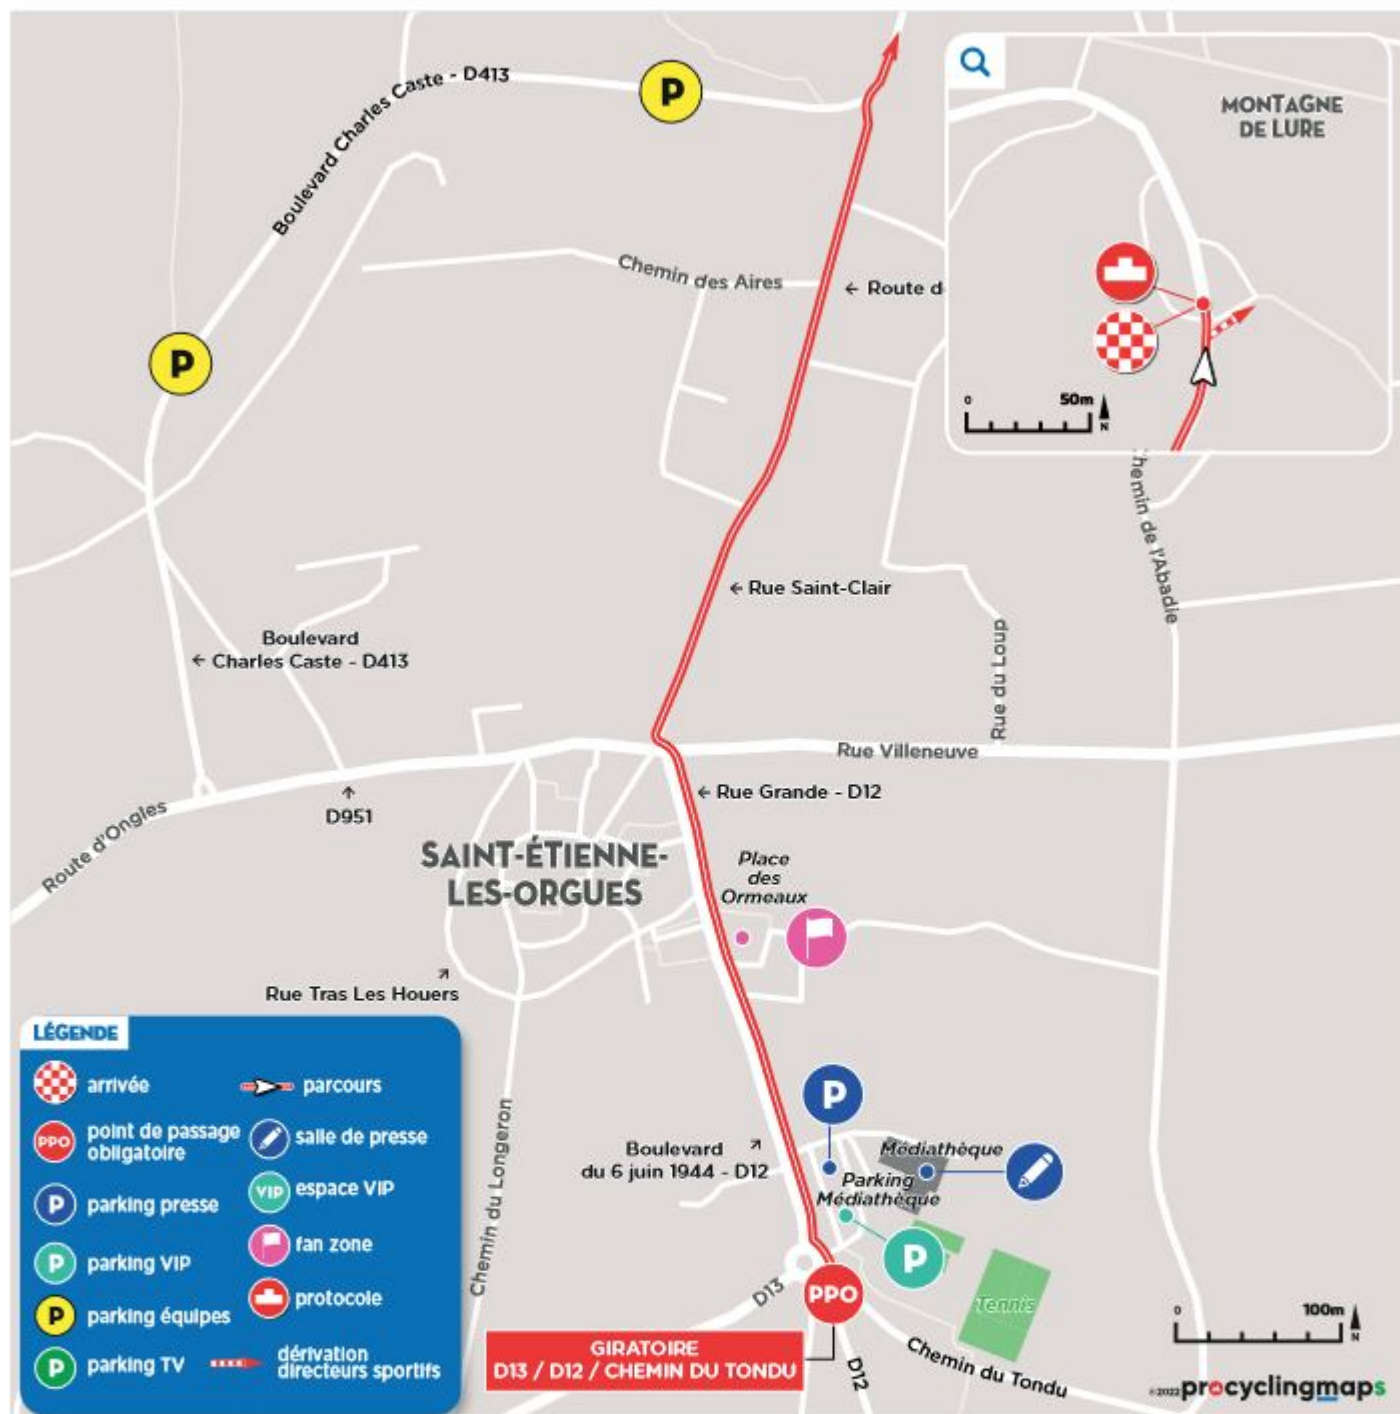 Boulevard Charles Caste - D413
P
MONTAGNE
DE LURE
Chemin des Aires
← Route d
P
0 50m
N
hemin de l'Abadie
← Rue Saint-Clair
Rue du Loup
Boulevard
← Charles Caste - D413
Rue Villeneuve
← Rue Grande - D12
↑
D951
Route d'Ongles
SAINT-ÉTIENNE-
LES-ORGUES
Place
des
Ormeaux
Rue Tras Les Houers
LÉGENDE
arrivée
parcours
PPO
point de passage
obligatoire
salle de presse
P
parking presse
VIP
espace VIP
P
parking VIP
fan zone
P
parking équipes
protocole
P
parking TV
dérivation
directeurs sportifs
Chemin du Longeron
P
Boulevard
du 6 juin 1944 - D12
Médiathèque
Parking
Médiathèque
P
D13
PPO
Tennis
GIRATOIRE
D13 / D12 / CHEMIN DU TONDU
D12
Chemin du Tondu
0 100m
N
©2022 procyclingmaps